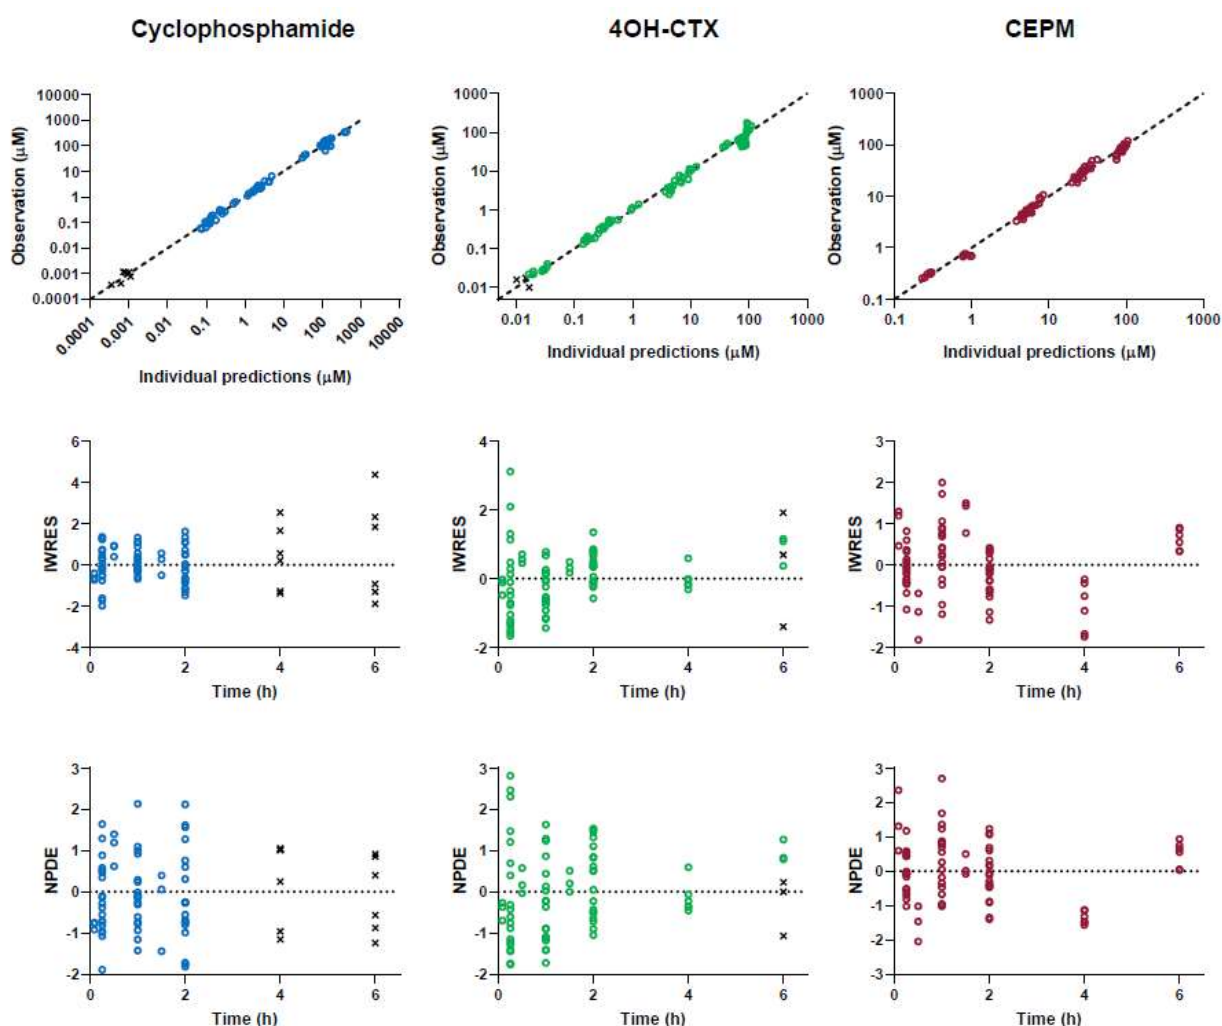 Cyclophosphamide 4OH-CTX CEPM
Observation (µM)
10000
1000
100
10
1
0.1
0.01
0.001
0.0001
0.0001 0.001 0.01 0.1 1 10 100 1000 10000
Individual predictions (µM)
Observation (µM)
1000
100
10
1
0.1
0.01
0.01 0.1 1 10 100 1000
Individual predictions (µM)
Observation (µM)
1000
100
10
1
0.1
0.1 1 10 100 1000
Individual predictions (µM)
IWRES
6
4
2
0
-2
-4
0 2 4 6
Time (h)
IWRES
4
2
0
-2
0 2 4 6
Time (h)
IWRES
3
2
1
0
-1
-2
0 2 4 6
Time (h)
NPDE
3
2
1
0
-1
-2
0 2 4 6
Time (h)
NPDE
3
2
1
0
-1
-2
0 2 4 6
Time (h)
NPDE
3
2
1
0
-1
-2
-3
0 2 4 6
Time (h)